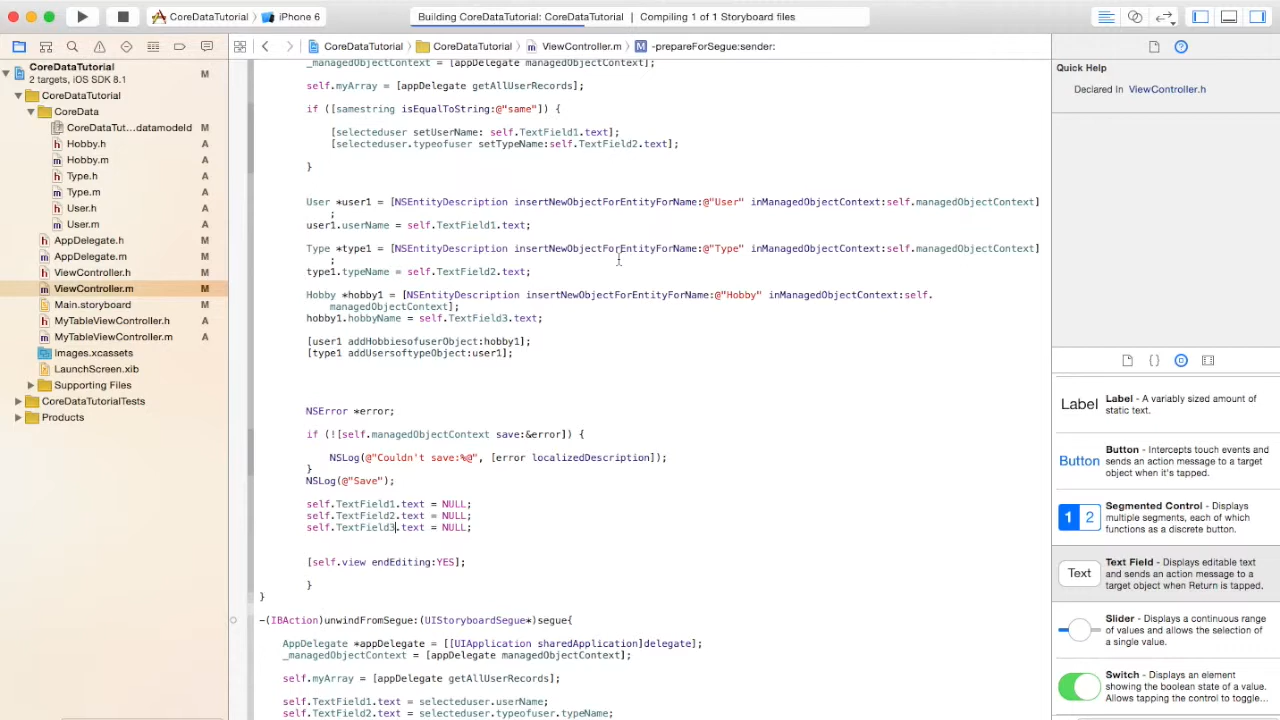 CoreDataTutorial
iPhone 6
Building CoreDataTutorial: CoreDataTutorial | Compiling 1 of 1 Storyboard files
CoreDataTutorial
CoreDataTutorial
ViewController.m
M -prepareForSegue:sender:
CoreDataTutorial
2 targets, iOS SDK 8.1
M
CoreDataTutorial
CoreData
CoreDataTut...datamodeld M
h Hobby.h A
m Hobby.m A
h Type.h A
m Type.m A
h User.h A
m User.m A
h AppDelegate.h M
m AppDelegate.m M
h ViewController.h M
m ViewController.m M
Main.storyboard M
h MyTableViewController.h A
m MyTableViewController.m A
Images.xcassets
LaunchScreen.xib
Supporting Files
CoreDataTutorialTests
Products
_managedObjectContext = [appDelegate managedObjectContext];
self.myArray = [appDelegate getAllUserRecords];
if ([samestring isEqualToString:@"same"]) {
[selecteduser setUserName: self.TextField1.text];
[selecteduser.typeofuser setTypeName:self.TextField2.text];
}
User *user1 = [NSEntityDescription insertNewObjectForEntityForName:@"User" inManagedObjectContext:self.managedObjectContext]
;
user1.userName = self.TextField1.text;
Type *type1 = [NSEntityDescription insertNewObjectForEntityForName:@"Type" inManagedObjectContext:self.managedObjectContext]
;
type1.typeName = self.TextField2.text;
Hobby *hobby1 = [NSEntityDescription insertNewObjectForEntityForName:@"Hobby" inManagedObjectContext:self.
managedObjectContext];
hobby1.hobbyName = self.TextField3.text;
[user1 addHobbiesofuserObject:hobby1];
[type1 addUsersoftypeObject:user1];
NSError *error;
if (![self.managedObjectContext save:&error]) {
NSLog(@"Couldn't save:%@", [error localizedDescription]);
}
NSLog(@"Save");
self.TextField1.text = NULL;
self.TextField2.text = NULL;
self.TextField3.text = NULL;
[self.view endEditing:YES];
}
}
-(IBAction)unwindFromSegue:(UIStoryboardSegue*)segue{
AppDelegate *appDelegate = [[UIApplication sharedApplication]delegate];
_managedObjectContext = [appDelegate managedObjectContext];
self.myArray = [appDelegate getAllUserRecords];
self.TextField1.text = selecteduser.userName;
self.TextField2.text = selecteduser.typeofuser.typeName;
Quick Help
Declared In ViewController.h
{ }
Label
Label - A variably sized amount of
static text.
Button
Button - Intercepts touch events and
sends an action message to a target
object when it's tapped.
1 2
Segmented Control - Displays
multiple segments, each of which
functions as a discrete button.
Text
Text Field - Displays editable text
and sends an action message to a
target object when Return is tapped.
Slider - Displays a continuous range
of values and allows the selection of
a single value.
Switch - Displays an element
showing the boolean state of a value.
Allows tapping the control to toggle...